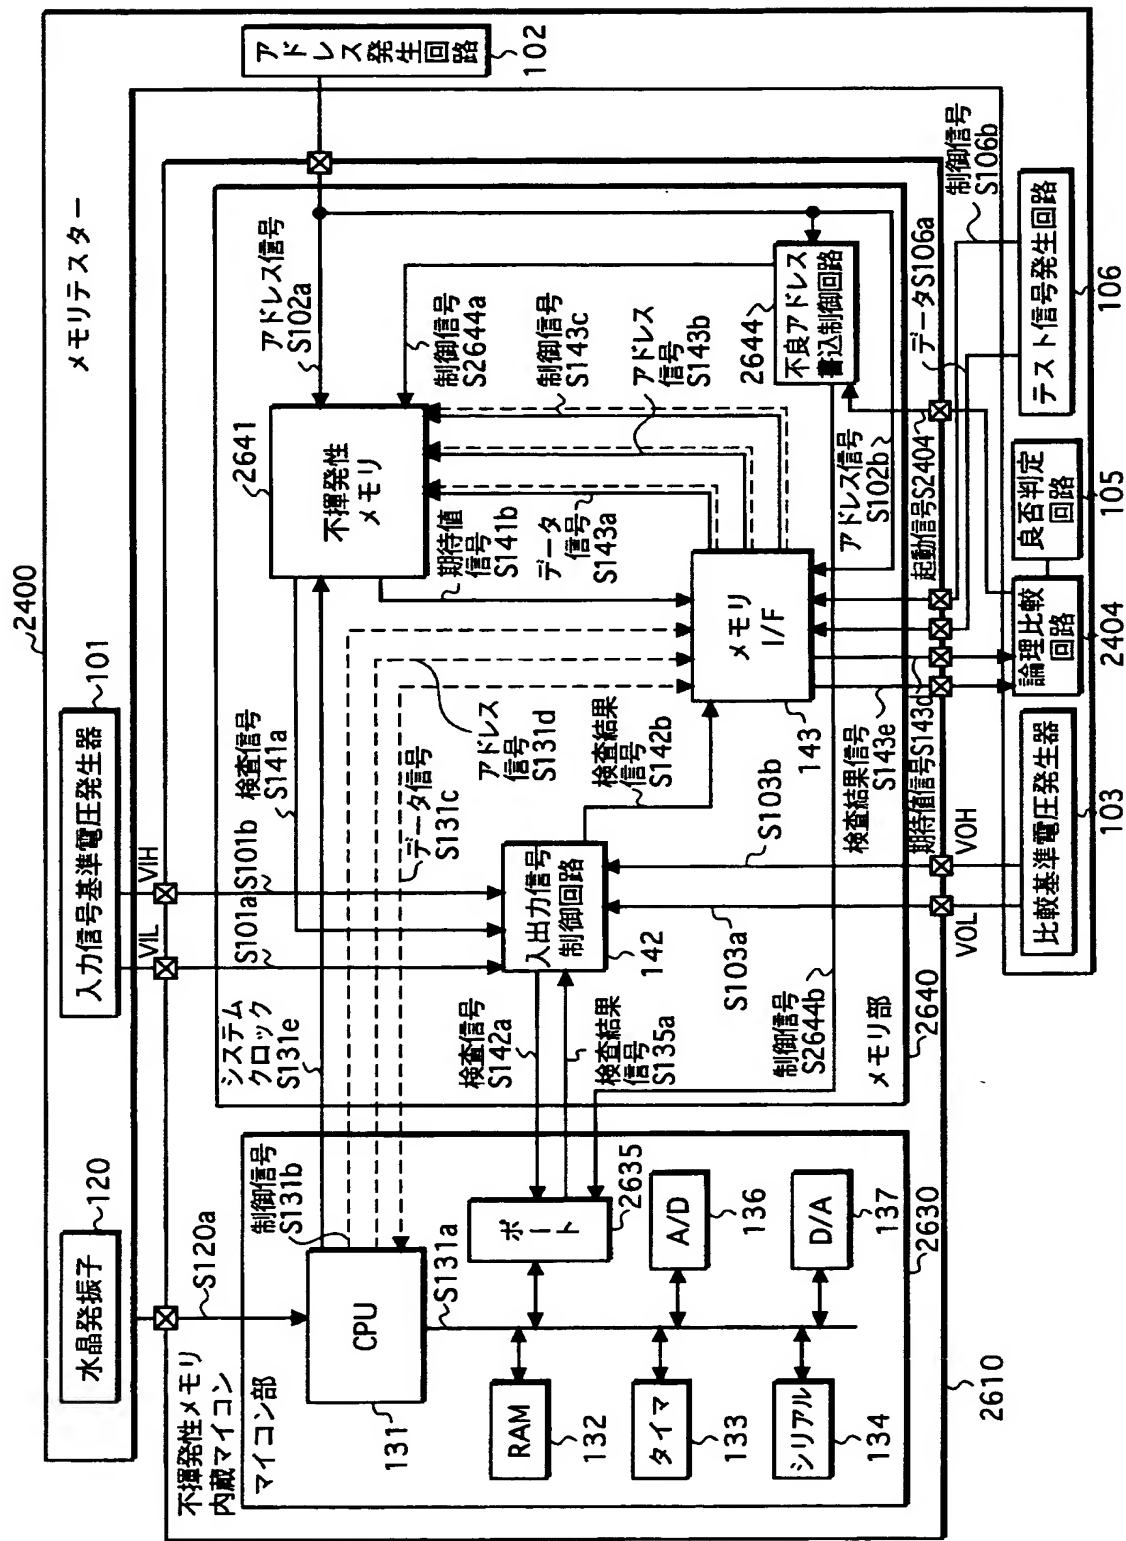 2400
メモリテスター
水晶発振子
120
入力信号基準電圧発生器
101
アドレス発生回路
102
S120a
VIL
VIH
S101a
S101b
検査信号
S141a
不揮発性メモリ
内蔵マイコン
マイコン部
CPU
131
制御信号
S131b
S131a
システム
クロック
S131e
RAM
132
タイマ
133
シリアル
134
ポート
2635
A/D
136
D/A
137
2630
2610
検査信号
S142a
検査結果
信号
S135a
制御信号
S2644b
メモリ部
2640
データ信号
S131c
アドレス
信号
S131d
入出力信号
制御回路
142
検査結果
信号
S142b
S103a
S103b
不揮発性
メモリ
2641
期待値
信号
S141b
データ
信号
S143a
アドレス信号
S102a
制御信号
S2644a
制御信号
S143c
アドレス
信号
S143b
メモリ
I/F
143
2644
不良アドレス
書込制御回路
アドレス信号
S102b
検査結果信号
S143e
期待値信号S143d
起動信号S2404
データS106a
制御信号
S106b
VOL
VOH
比較基準電圧発生器
103
論理比較
回路
2404
良否判定
回路
105
テスト信号発生回路
106